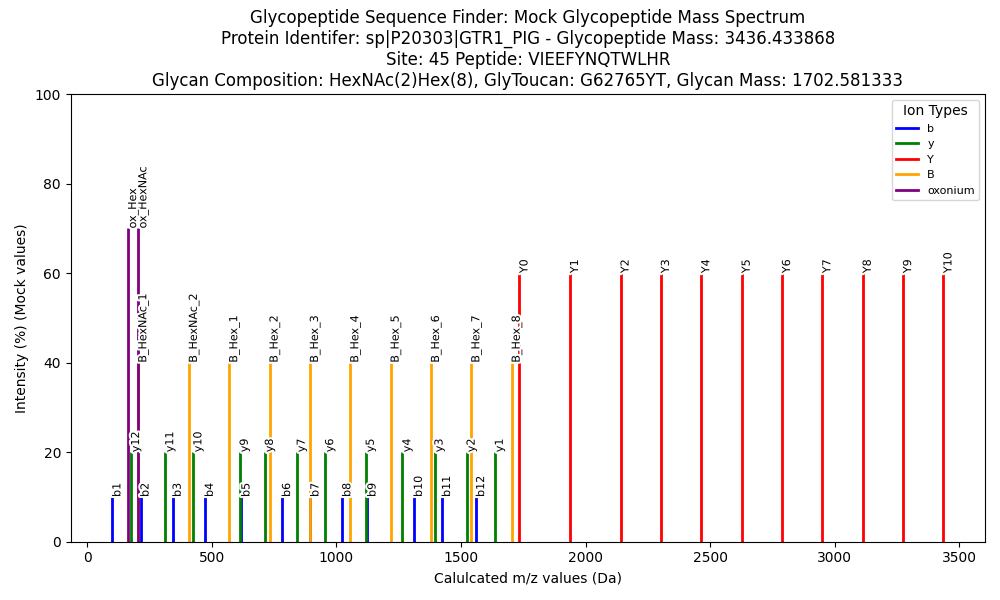 Glycopeptide Sequence Finder: Mock Glycopeptide Mass Spectrum
Protein Identifer: sp|P20303|GTR1_PIG - Glycopeptide Mass: 3436.433868
Site: 45 Peptide: VIEEFYNQTWLHR
Glycan Composition: HexNAc(2)Hex(8), GlyToucan: G62765YT, Glycan Mass: 1702.581333
100
80
60
40
20
0
Intensity (%) (Mock values)
Ion Types
b
y
Y
B
oxonium
ox_Hex
ox_HexNAc
Y0
Y1
Y2
Y3
Y4
Y5
Y6
Y7
Y8
Y9
Y10
B_HexNAc_1
B_HexNAc_2
B_Hex_1
B_Hex_2
B_Hex_3
B_Hex_4
B_Hex_5
B_Hex_6
B_Hex_7
B_Hex_8
y12
y11
y10
y9
y8
y7
y6
y5
y4
y3
y2
y1
b1
b2
b3
b4
b5
b6
b7
b8
b9
b10
b11
b12
0
500
1000
1500
2000
2500
3000
3500
Calulcated m/z values (Da)